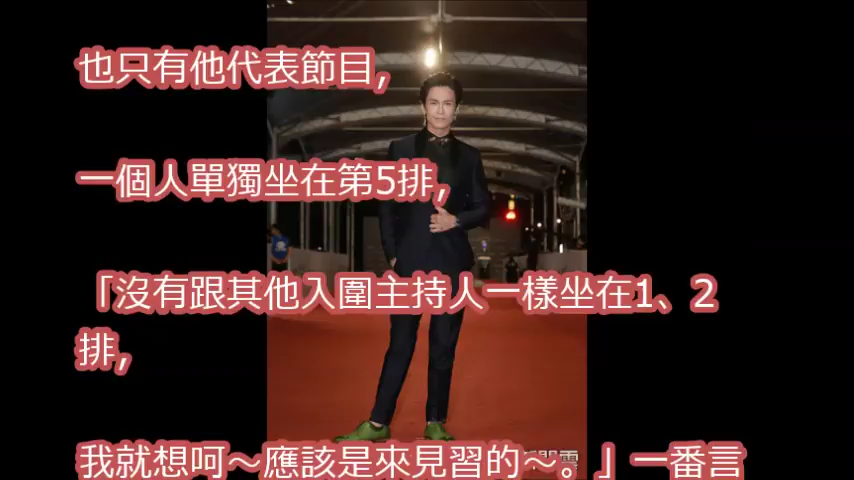 也只有他代表節目,
一個人單獨坐在第5排,
「沒有跟其他入圍主持人一樣坐在1、2
排,
我就想呵～應該是來見習的～。」一番言